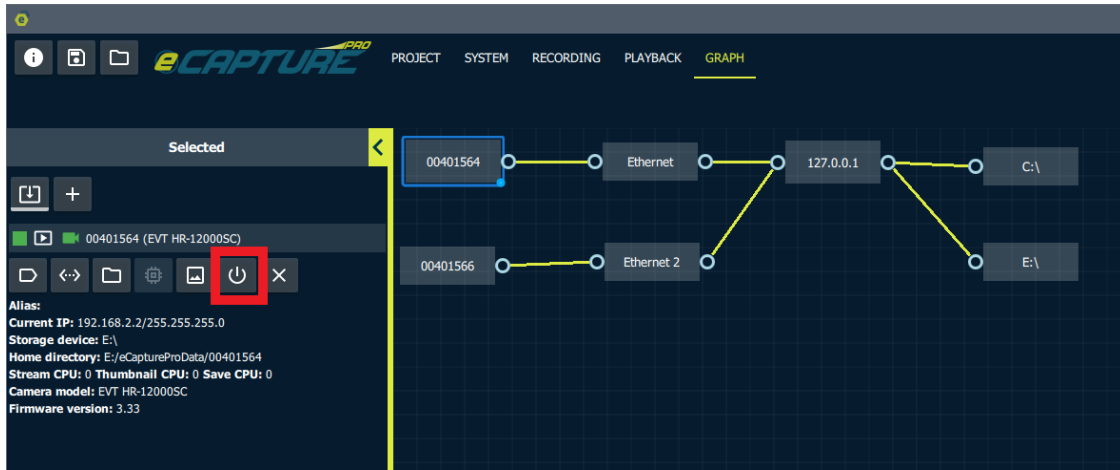 e
eCAPTURE PRO
PROJECT SYSTEM RECORDING PLAYBACK GRAPH
Selected
00401564 (EVT HR-12000SC)
Alias:
Current IP: 192.168.2.2/255.255.255.0
Storage device: E:\
Home directory: E:/eCaptureProData/00401564
Stream CPU: 0 Thumbnail CPU: 0 Save CPU: 0
Camera model: EVT HR-12000SC
Firmware version: 3.33
00401564 Ethernet 127.0.0.1 C:\
00401566 Ethernet 2 E:\